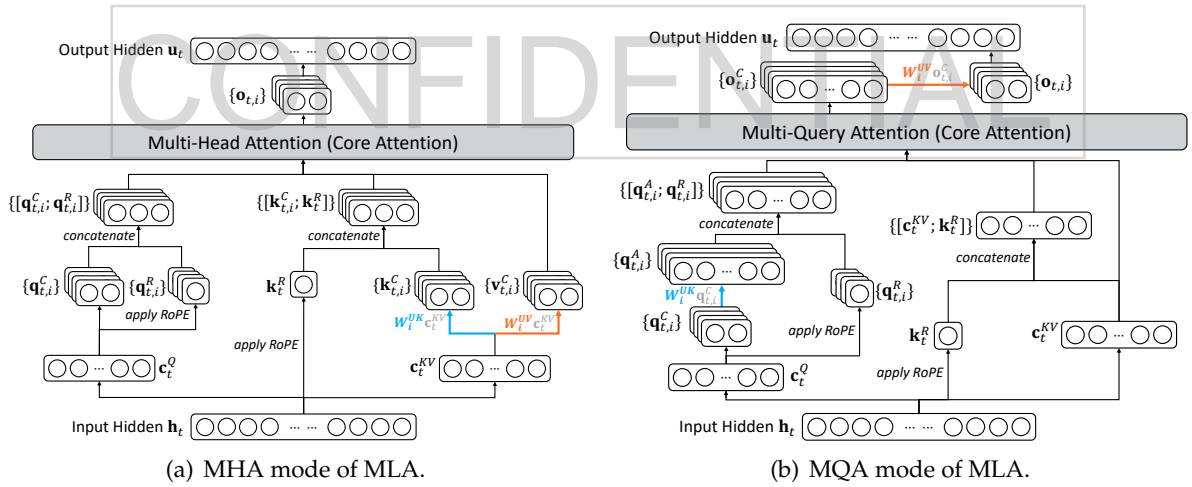 CONFIDENTIAL
Output Hidden u_t
{o_{t,i}}
Multi-Head Attention (Core Attention)
{[q^C_{t,i}; q^R_{t,i}]}
{[k^C_{t,i}; k^R_t]}
concatenate
concatenate
{q^C_{t,i}}
{q^R_{t,i}}
k^R_t
{k^C_{t,i}}
{v^C_{t,i}}
apply RoPE
W^{UK}_i c^{KV}_t
W^{UV}_i c^{KV}_t
apply RoPE
c^Q_t
c^{KV}_t
Input Hidden h_t
(a) MHA mode of MLA.
Output Hidden u_t
{o^C_{t,i}}
W^{UV}_i o^C_{t,i}
{o_{t,i}}
Multi-Query Attention (Core Attention)
{[q^A_{t,i}; q^R_{t,i}]}
{[c^{KV}_t; k^R_t]}
concatenate
concatenate
{q^A_{t,i}}
{q^R_{t,i}}
W^{UK}_i q^C_{t,i}
{q^C_{t,i}}
apply RoPE
k^R_t
c^{KV}_t
c^Q_t
apply RoPE
Input Hidden h_t
(b) MQA mode of MLA.